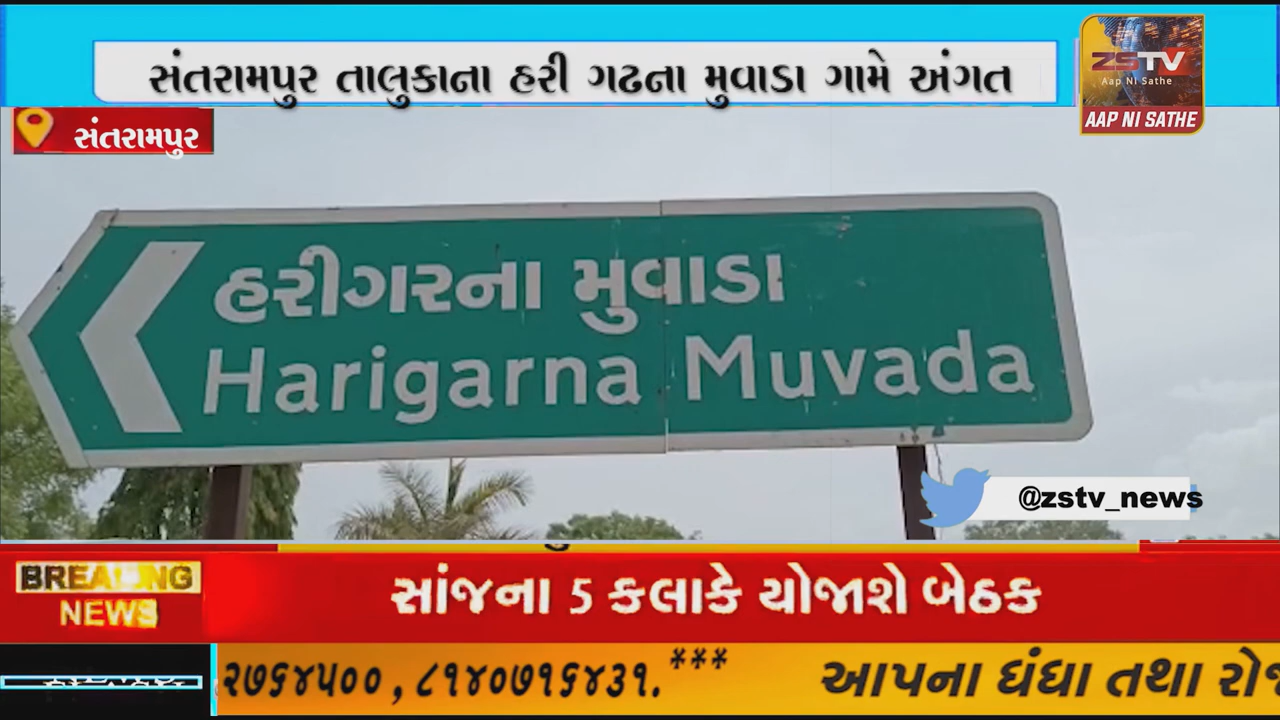 સંતરામપુર તાલુકાના હરી ગઢના મુવાડા ગામે અંગત
ZSTV
Aap Ni Sathe
AAP NI SATHE
સંતરામપુર
હરીગરના મુવાડા
Harigarna Muvada
@zstv_news
BREAKING
NEWS
સાંજના 5 કલાકે યોજાશે બેઠક
૨૭૬૪૫૦૦, ૮૧૪૦૭૧૬૪૩૧.*** આપના ધંધા તથા